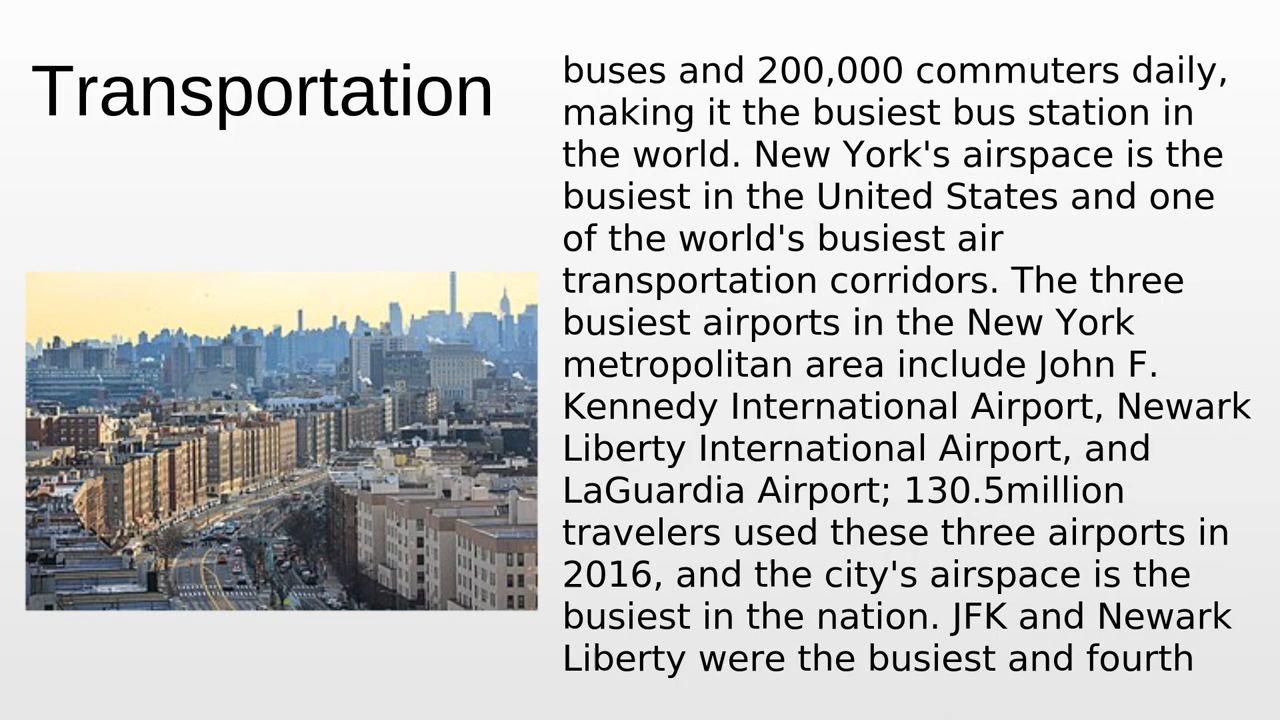 Transportation
buses and 200,000 commuters daily,
making it the busiest bus station in
the world. New York's airspace is the
busiest in the United States and one
of the world's busiest air
transportation corridors. The three
busiest airports in the New York
metropolitan area include John F.
Kennedy International Airport, Newark
Liberty International Airport, and
LaGuardia Airport; 130.5million
travelers used these three airports in
2016, and the city's airspace is the
busiest in the nation. JFK and Newark
Liberty were the busiest and fourth